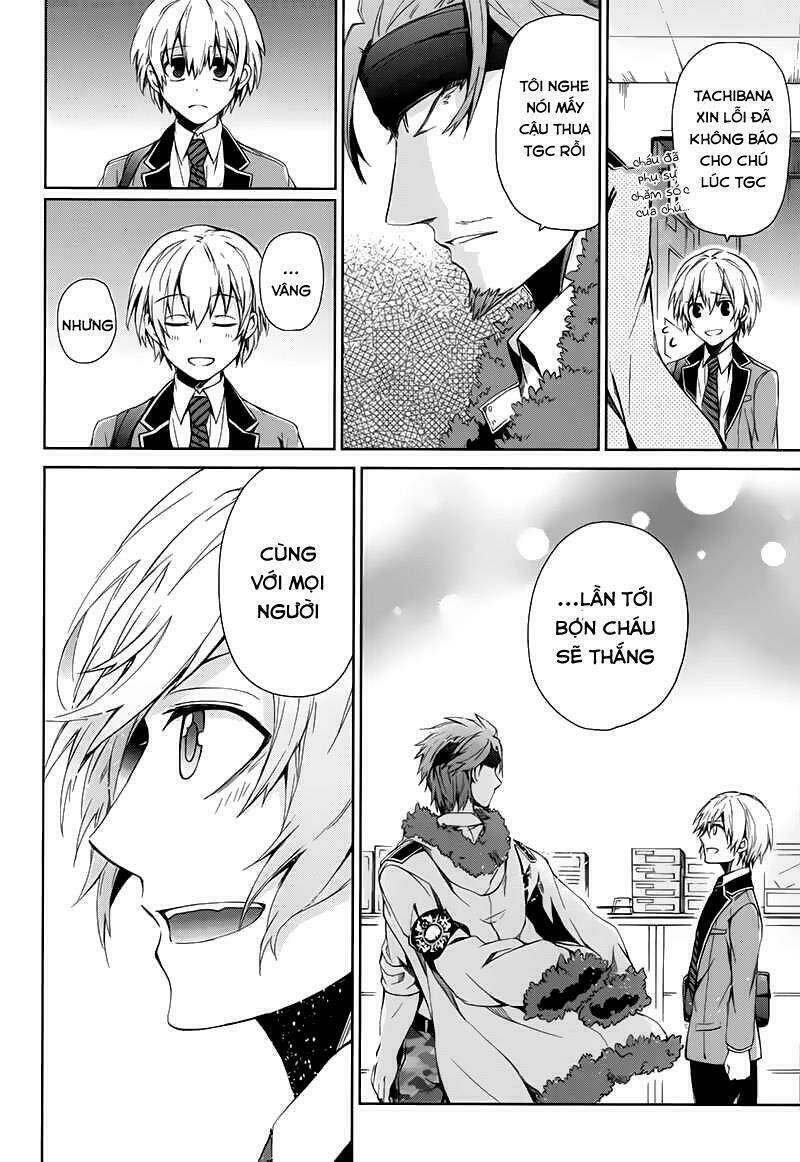 TACHIBANA
XIN LỖI ĐÃ
KHÔNG BÁO
CHO CHÚ
LÚC TGC
cháu đã
phụ sự
chăm sóc
của chú...
TÔI NGHE
NÓI MẤY
CẬU THUA
TGC RỒI
...
VÂNG
NHƯNG
...LẦN TỚI
BỢN CHÁU
SẼ THẮNG
CÙNG
VỚI MỌI
NGƯỜI